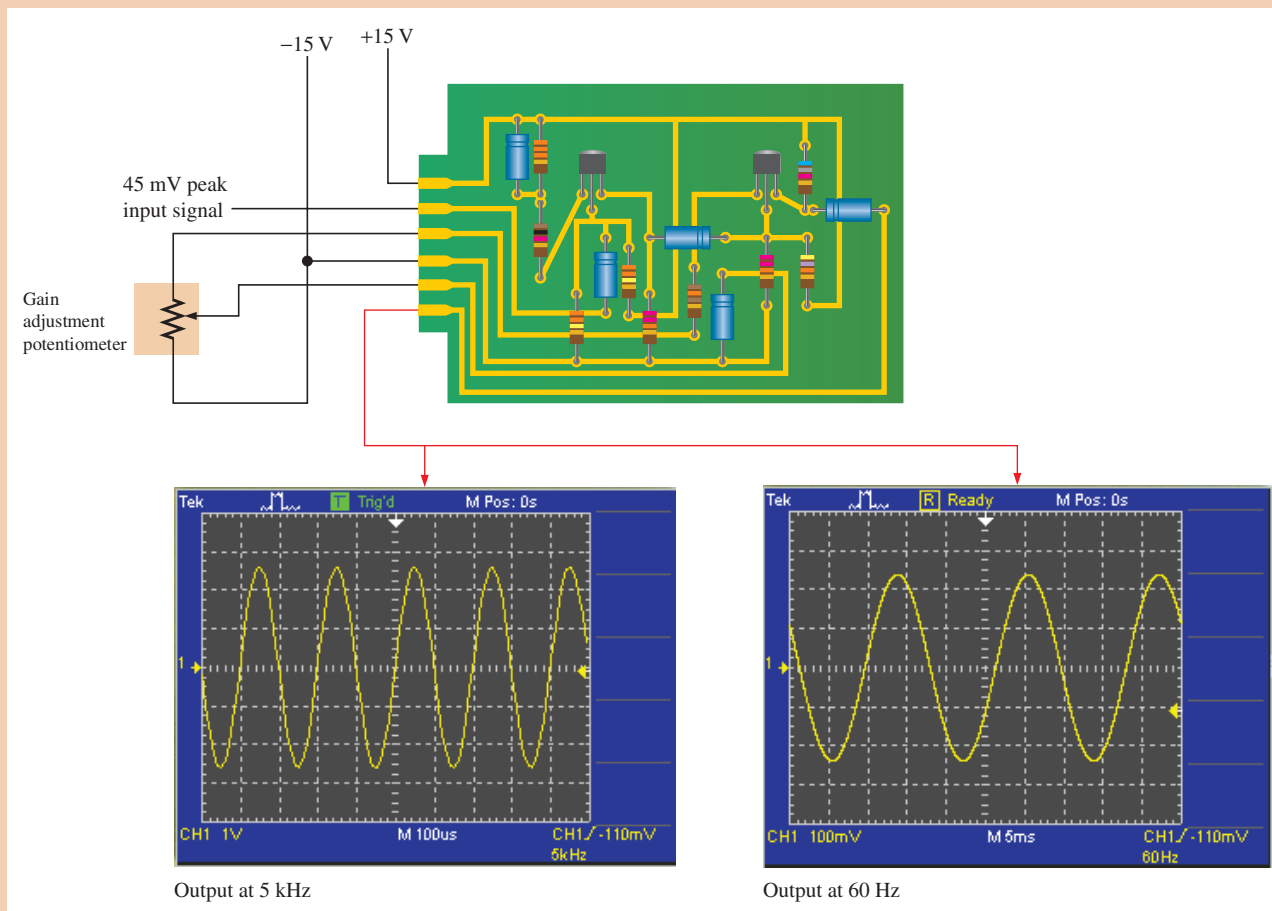 −15 V
+15 V
45 mV peak
input signal
Gain
adjustment
potentiometer
Tek
T Trig'd
M Pos: 0s
1
CH1 1V
M 100us
CH1 -110mV
5kHz
Tek
R Ready
M Pos: 0s
1
CH1 100mV
M 5ms
CH1 -110mV
60Hz
Output at 5 kHz
Output at 60 Hz